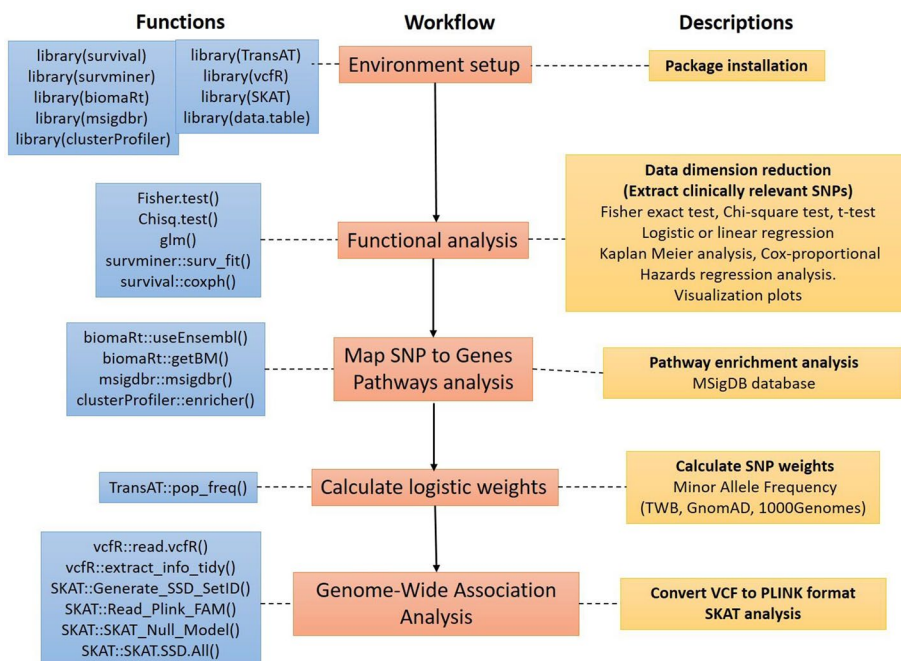 Functions
Workflow
Descriptions
library(survival)
library(survminer)
library(biomaRt)
library(msigdbr)
library(clusterProfiler)
library(TransAT)
library(vcfR)
library(SKAT)
library(data.table)
Environment setup
Package installation
Fisher.test()
Chisq.test()
glm()
survminer::surv_fit()
survival::coxph()
Functional analysis
Data dimension reduction
(Extract clinically relevant SNPs)
Fisher exact test, Chi-square test, t-test
Logistic or linear regression
Kaplan Meier analysis, Cox-proportional
Hazards regression analysis.
Visualization plots
biomaRt::useEnsembl()
biomaRt::getBM()
msigdbr::msigdbr()
clusterProfiler::enricher()
Map SNP to Genes
Pathways analysis
Pathway enrichment analysis
MSigDB database
TransAT::pop_freq()
Calculate logistic weights
Calculate SNP weights
Minor Allele Frequency
(TWB, GnomAD, 1000Genomes)
vcfR::read.vcfR()
vcfR::extract_info_tidy()
SKAT::Generate_SSD_SetID()
SKAT::Read_Plink_FAM()
SKAT::SKAT_Null_Model()
SKAT::SKAT.SSD.All()
Genome-Wide Association
Analysis
Convert VCF to PLINK format
SKAT analysis